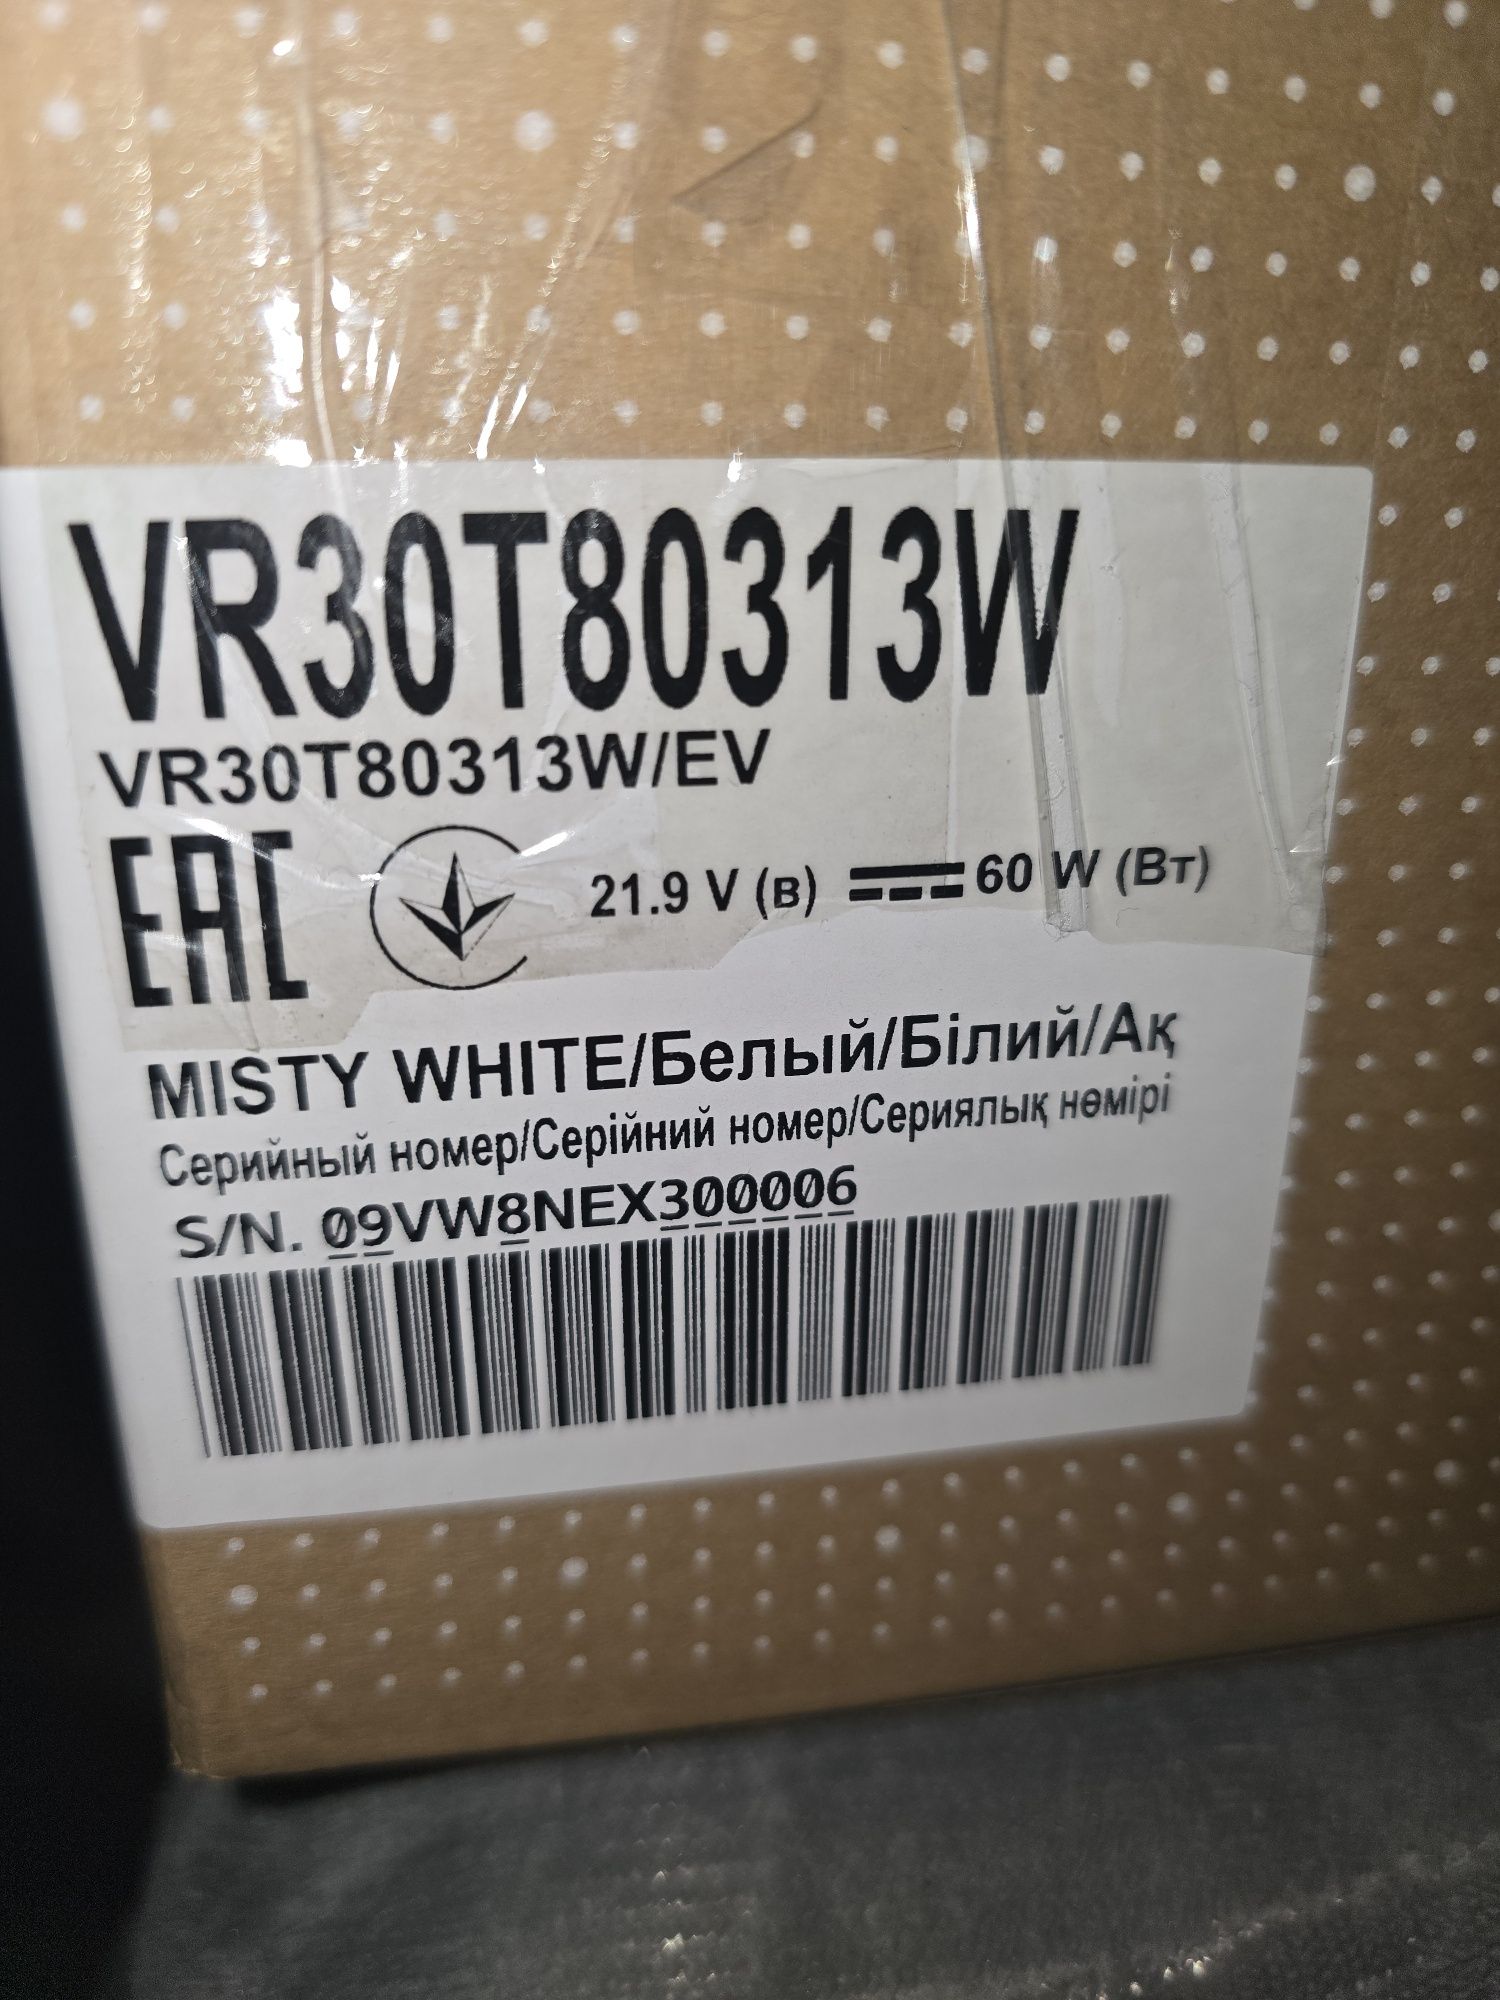 VR30T80313W
VR30T80313W/EV
EAC 21.9 V (в) 60 W (Вт)
MISTY WHITE/Белый/Білий/Ақ
Серийный номер/Серійний номер/Сериялық нөмірі
S/N. 09VW8NEX300006